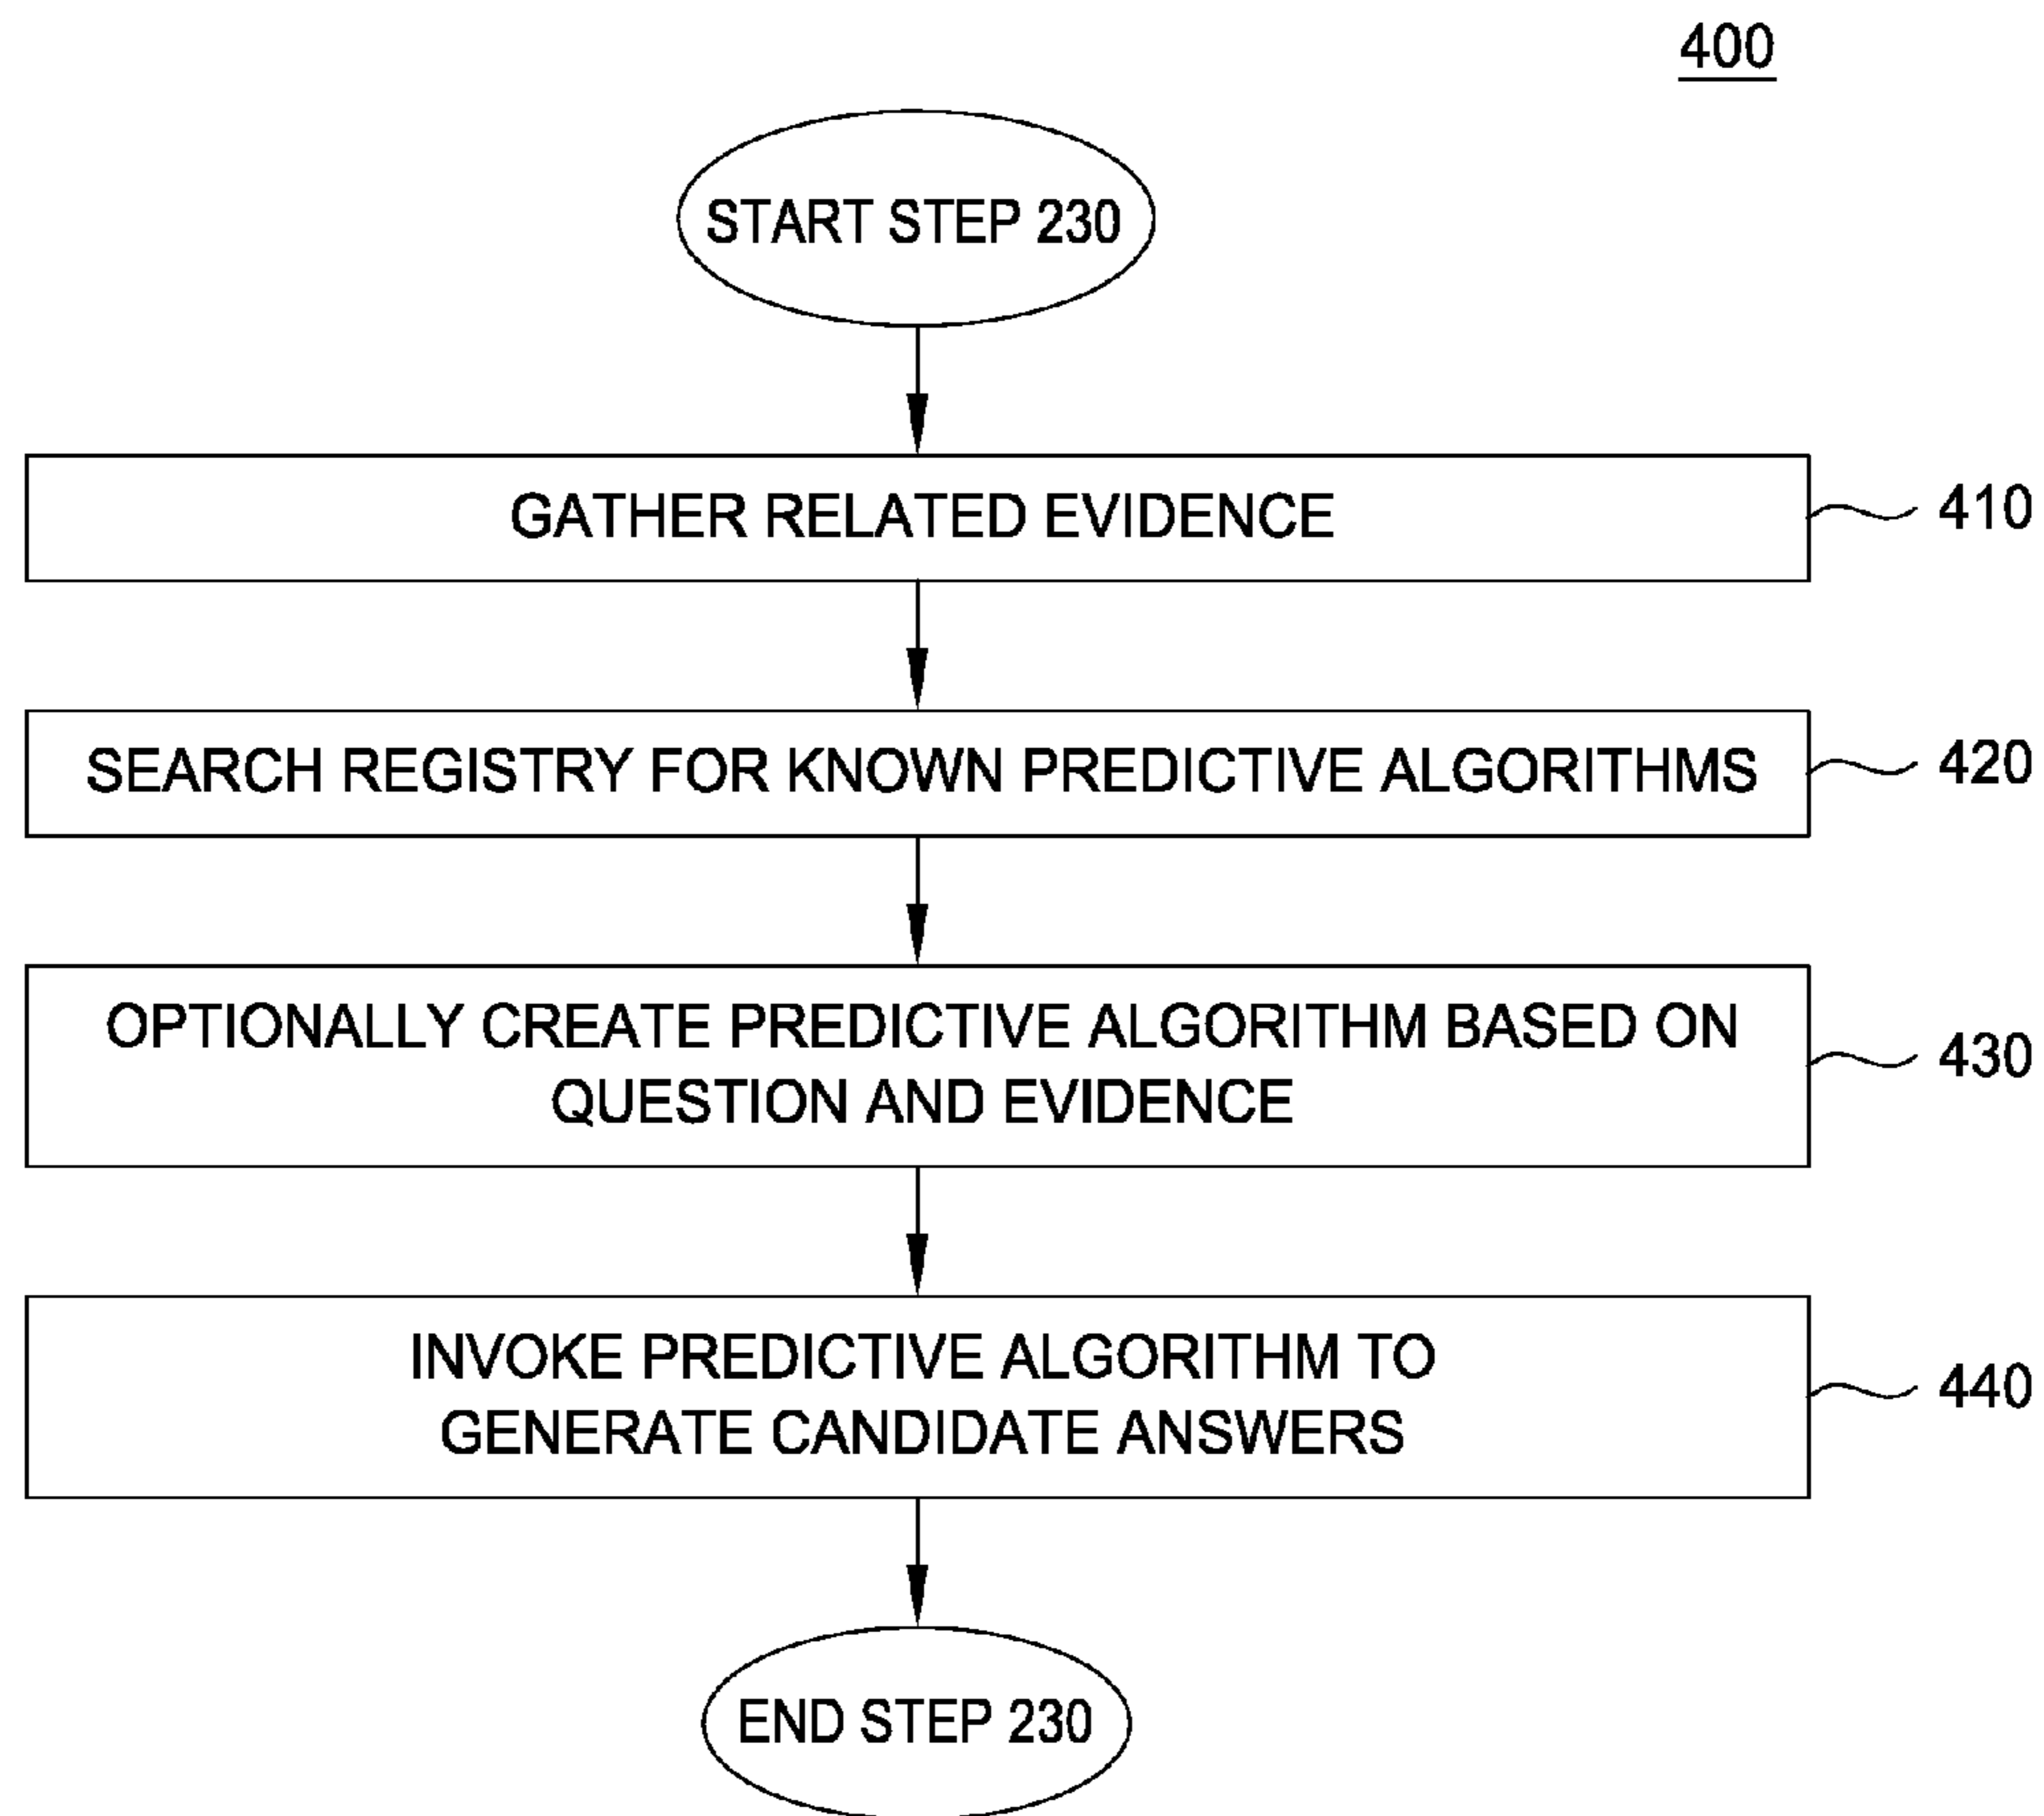 400
START STEP 230
GATHER RELATED EVIDENCE
410
SEARCH REGISTRY FOR KNOWN PREDICTIVE ALGORITHMS
420
OPTIONALLY CREATE PREDICTIVE ALGORITHM BASED ON
QUESTION AND EVIDENCE
430
INVOKE PREDICTIVE ALGORITHM TO
GENERATE CANDIDATE ANSWERS
440
END STEP 230